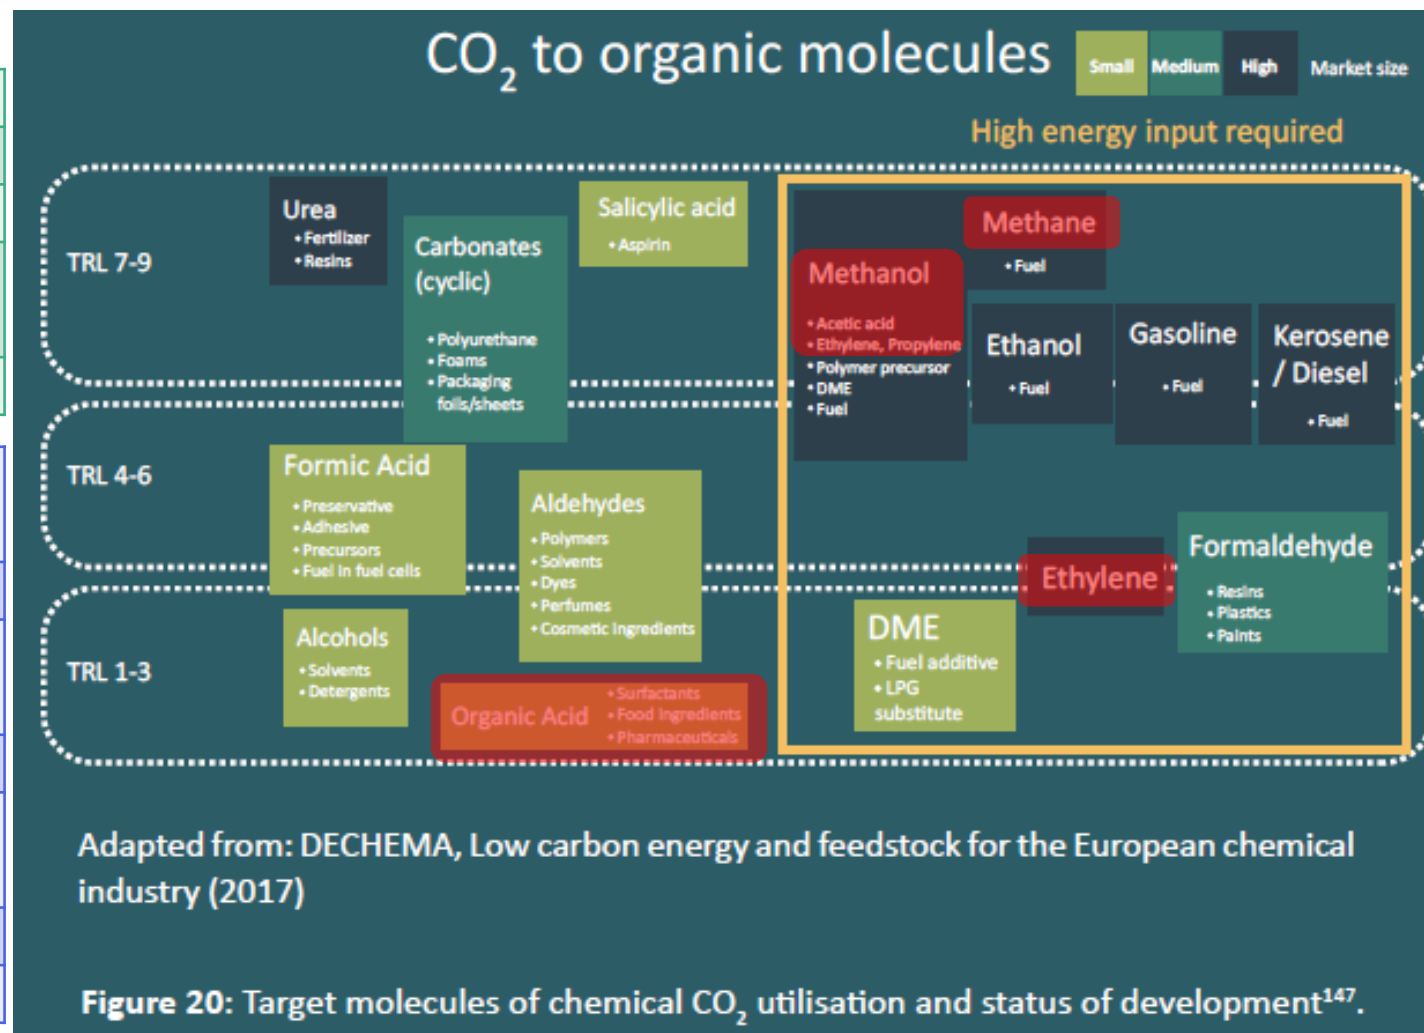 CO₂ to organic molecules
Small
Medium
High
Market size
High energy input required
TRL 7-9
Urea
• Fertilizer
• Resins
Carbonates
(cyclic)
• Polyurethane
• Foams
• Packaging
foils/sheets
Salicylic acid
• Aspirin
Methanol
• Acetic acid
• Ethylene, Propylene
• Polymer precursor
• DME
• Fuel
Methane
• Fuel
Ethanol
• Fuel
Gasoline
• Fuel
Kerosene
/ Diesel
• Fuel
TRL 4-6
Formic Acid
• Preservative
• Adhesive
• Precursors
• Fuel in fuel cells
Aldehydes
• Polymers
• Solvents
• Dyes
• Perfumes
• Cosmetic ingredients
Ethylene
Formaldehyde
• Resins
• Plastics
• Paints
TRL 1-3
Alcohols
• Solvents
• Detergents
Organic Acid
• Surfactants
• Food ingredients
• Pharmaceuticals
DME
• Fuel additive
• LPG
substitute
Adapted from: DECHEMA, Low carbon energy and feedstock for the European chemical
industry (2017)
Figure 20: Target molecules of chemical CO₂ utilisation and status of development¹⁴⁷.